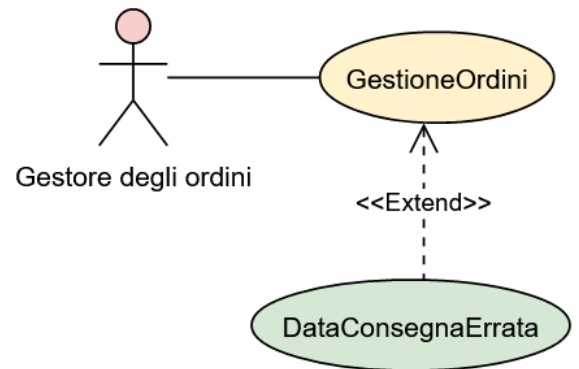 GestioneOrdini
Gestore degli ordini
<<Extend>>
DataConsegnaErrata